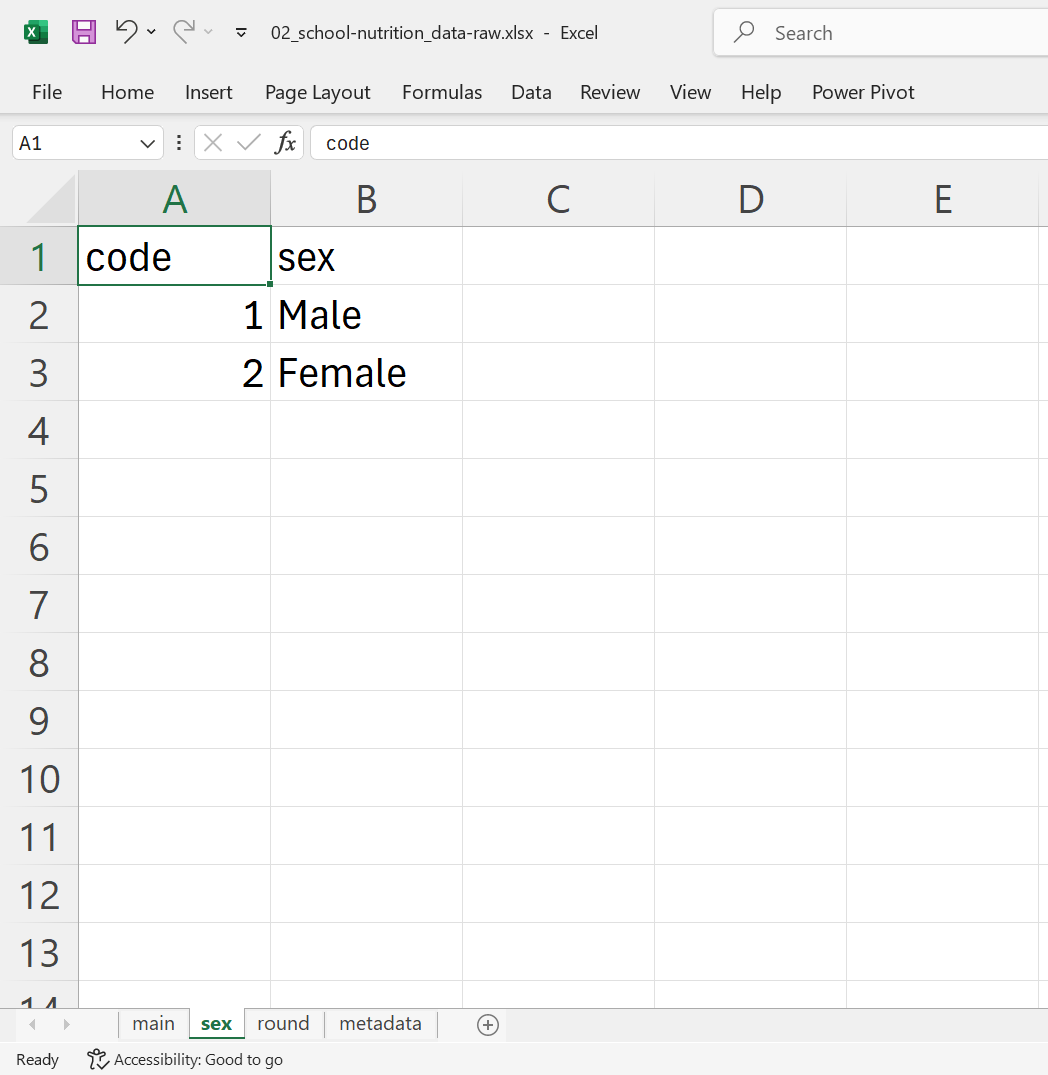 02_school-nutrition_data-raw.xlsx - Excel
Search
File Home Insert Page Layout Formulas Data Review View Help Power Pivot
A1 fx code
A B C D E
1 code sex
2 1 Male
3 2 Female
4
5
6
7
8
9
10
11
12
13
14
main sex round metadata
Ready Accessibility: Good to go